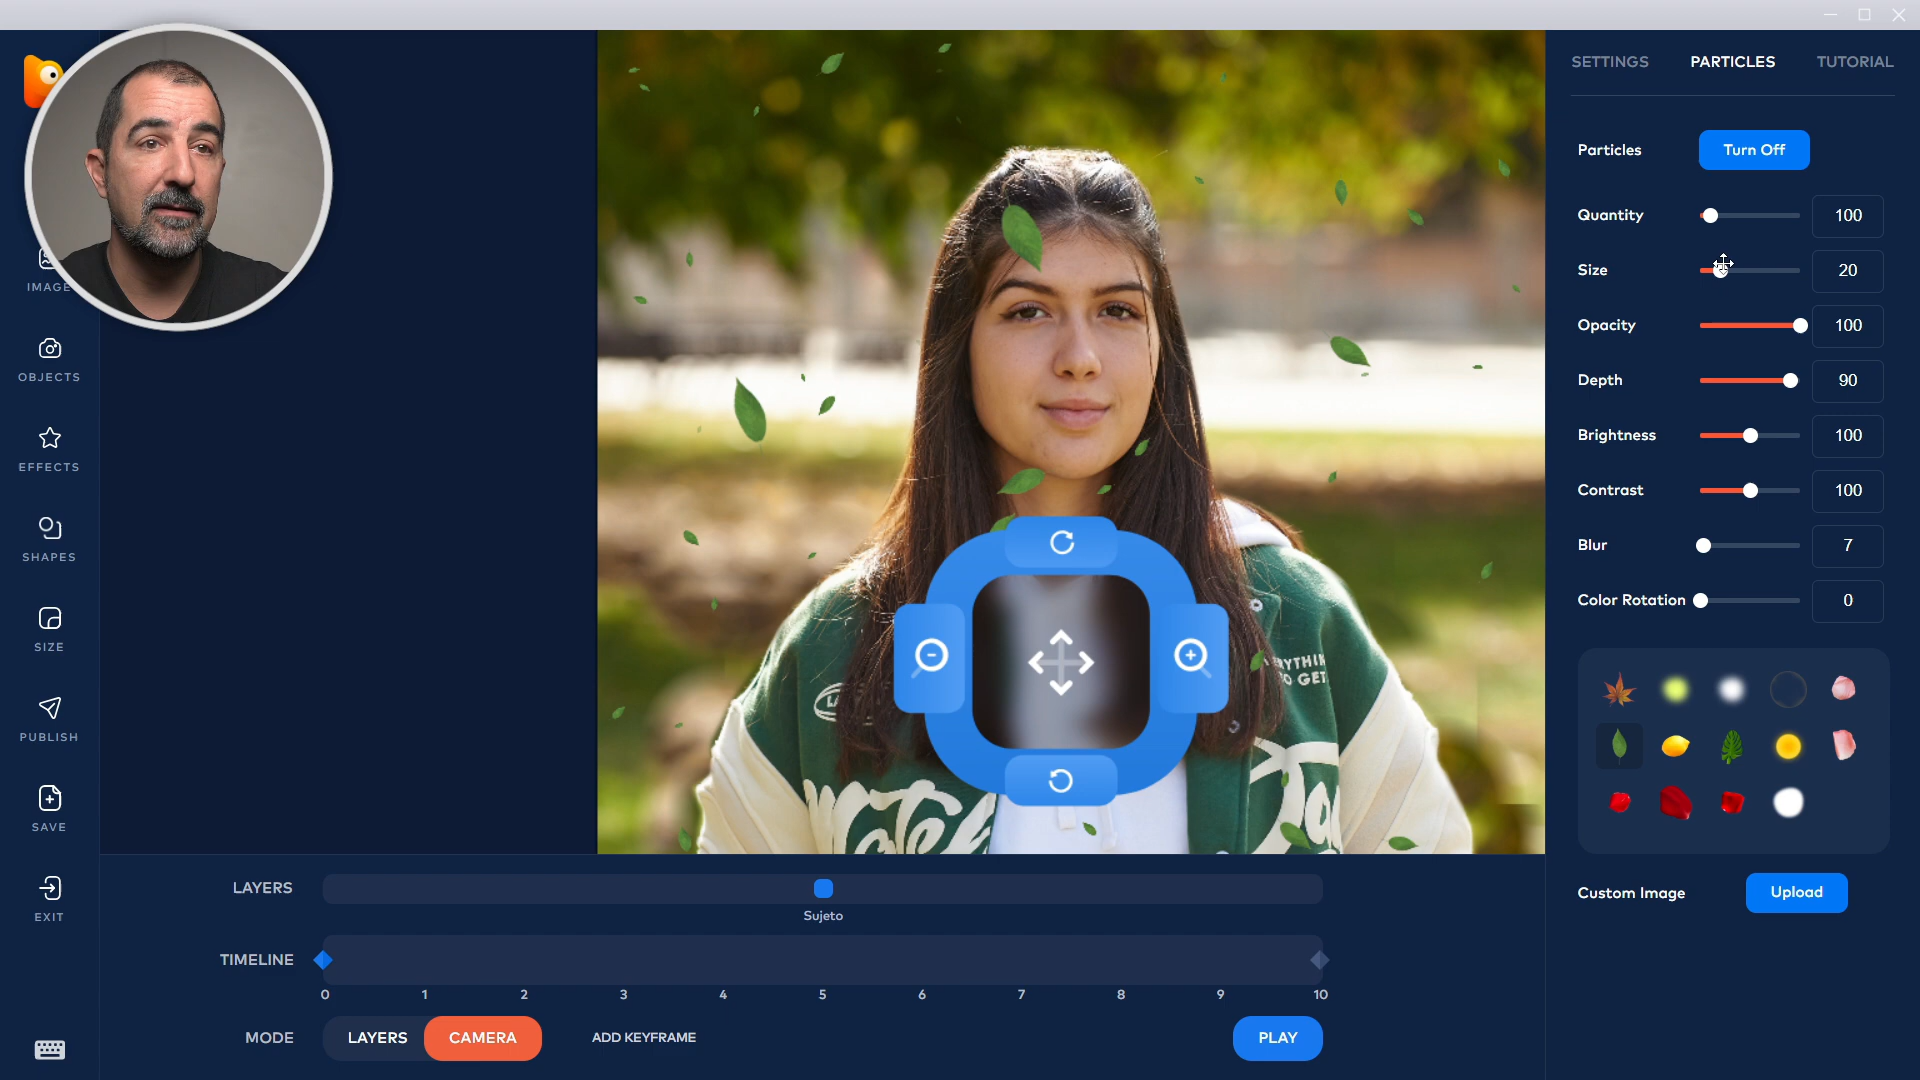 SETTINGS
PARTICLES
TUTORIAL
Particles
Turn Off
Quantity
100
Size
20
Opacity
100
Depth
90
Brightness
100
Contrast
100
Blur
7
Color Rotation
0
Custom Image
Upload
IMAGE
OBJECTS
EFFECTS
SHAPES
SIZE
PUBLISH
SAVE
EXIT
LAYERS
Sujeto
TIMELINE
0 1 2 3 4 5 6 7 8 9 10
MODE
LAYERS
CAMERA
ADD KEYFRAME
PLAY